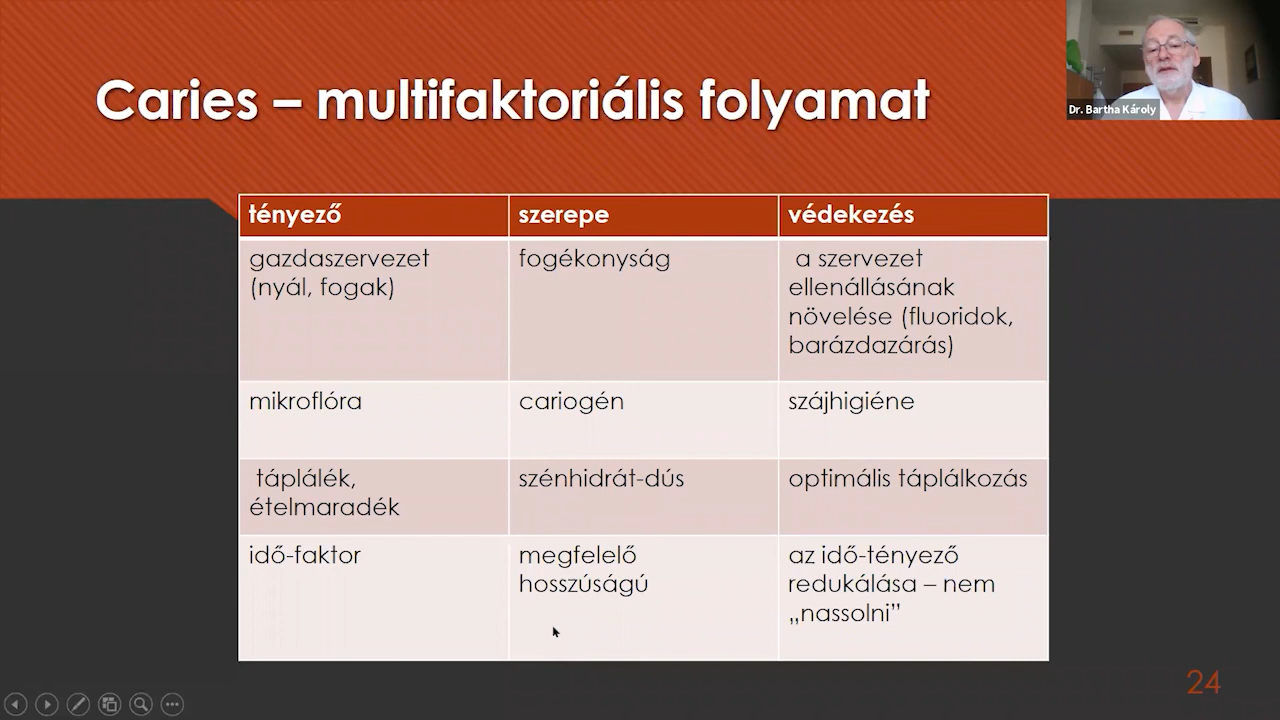 Caries – multifaktoriális folyamat
Dr. Bartha Károly
tényező
szerepe
védekezés
gazdaszervezet
(nyál, fogak)
fogékonyság
a szervezet
ellenállásának
növelése (fluoridok,
barázdazárás)
mikroflóra
cariogén
szájhigiéne
táplálék,
ételmaradék
szénhidrát-dús
optimális táplálkozás
idő-faktor
megfelelő
hosszúságú
az idő-tényező
redukálása – nem
„nassolni”
24